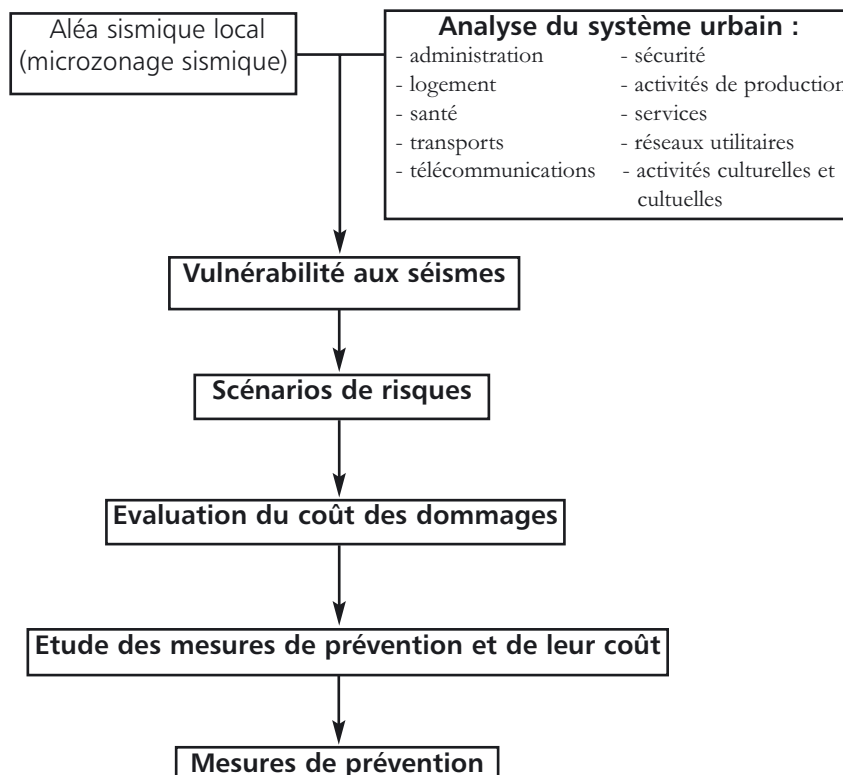 Aléa sismique local
(microzonage sismique)
Analyse du système urbain :
- administration
- logement
- santé
- transports
- télécommunications
- sécurité
- activités de production
- services
- réseaux utilitaires
- activités culturelles et
cultuelles
Vulnérabilité aux séismes
Scénarios de risques
Evaluation du coût des dommages
Etude des mesures de prévention et de leur coût
Mesures de prévention